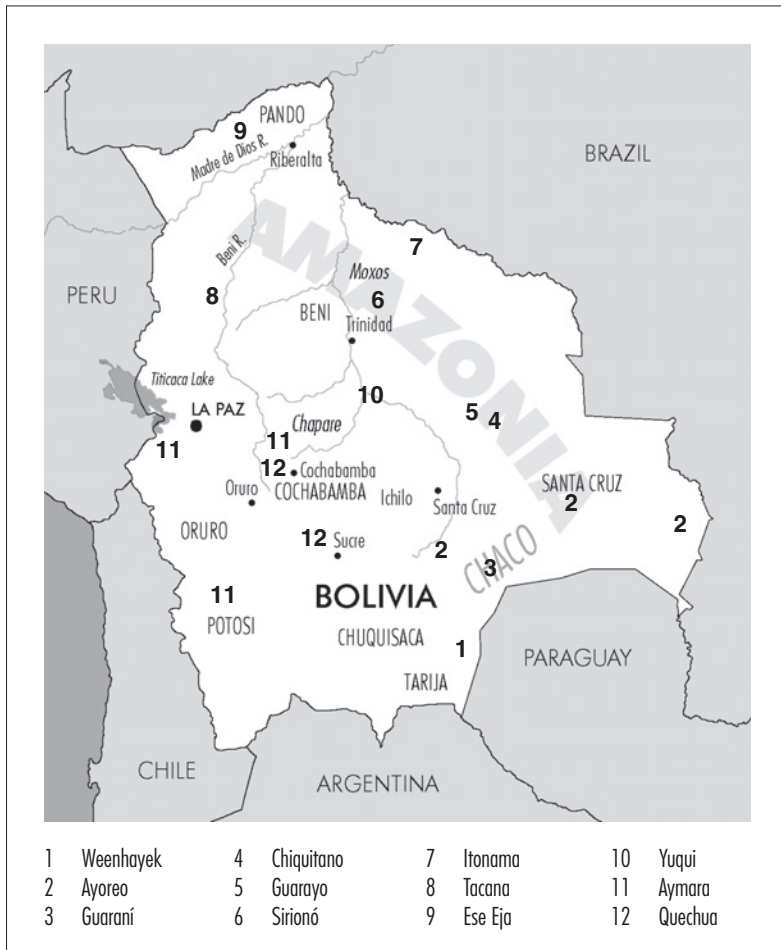 PANDO
9
Madre de Dios R.
Riberalta
BRAZIL
AMAZONIA
7
Beni R.
Moxos
PERU
8
6
BENI
Trinidad
Titicaca Lake
10
LA PAZ
5
4
Chapare
11
11
12
Cochabamba
SANTA CRUZ
Oruro
COCHABAMBA
Ichilo
2
Santa Cruz
2
ORURO
12
Sucre
2
CHACO
3
11
BOLIVIA
POTOSI
CHUQUISACA
1
PARAGUAY
TARIJA
CHILE
ARGENTINA
1 Weenhayek
2 Ayoreo
3 Guaraní
4 Chiquitano
5 Guarayo
6 Sirionó
7 Itonama
8 Tacana
9 Ese Eja
10 Yuqui
11 Aymara
12 Quechua